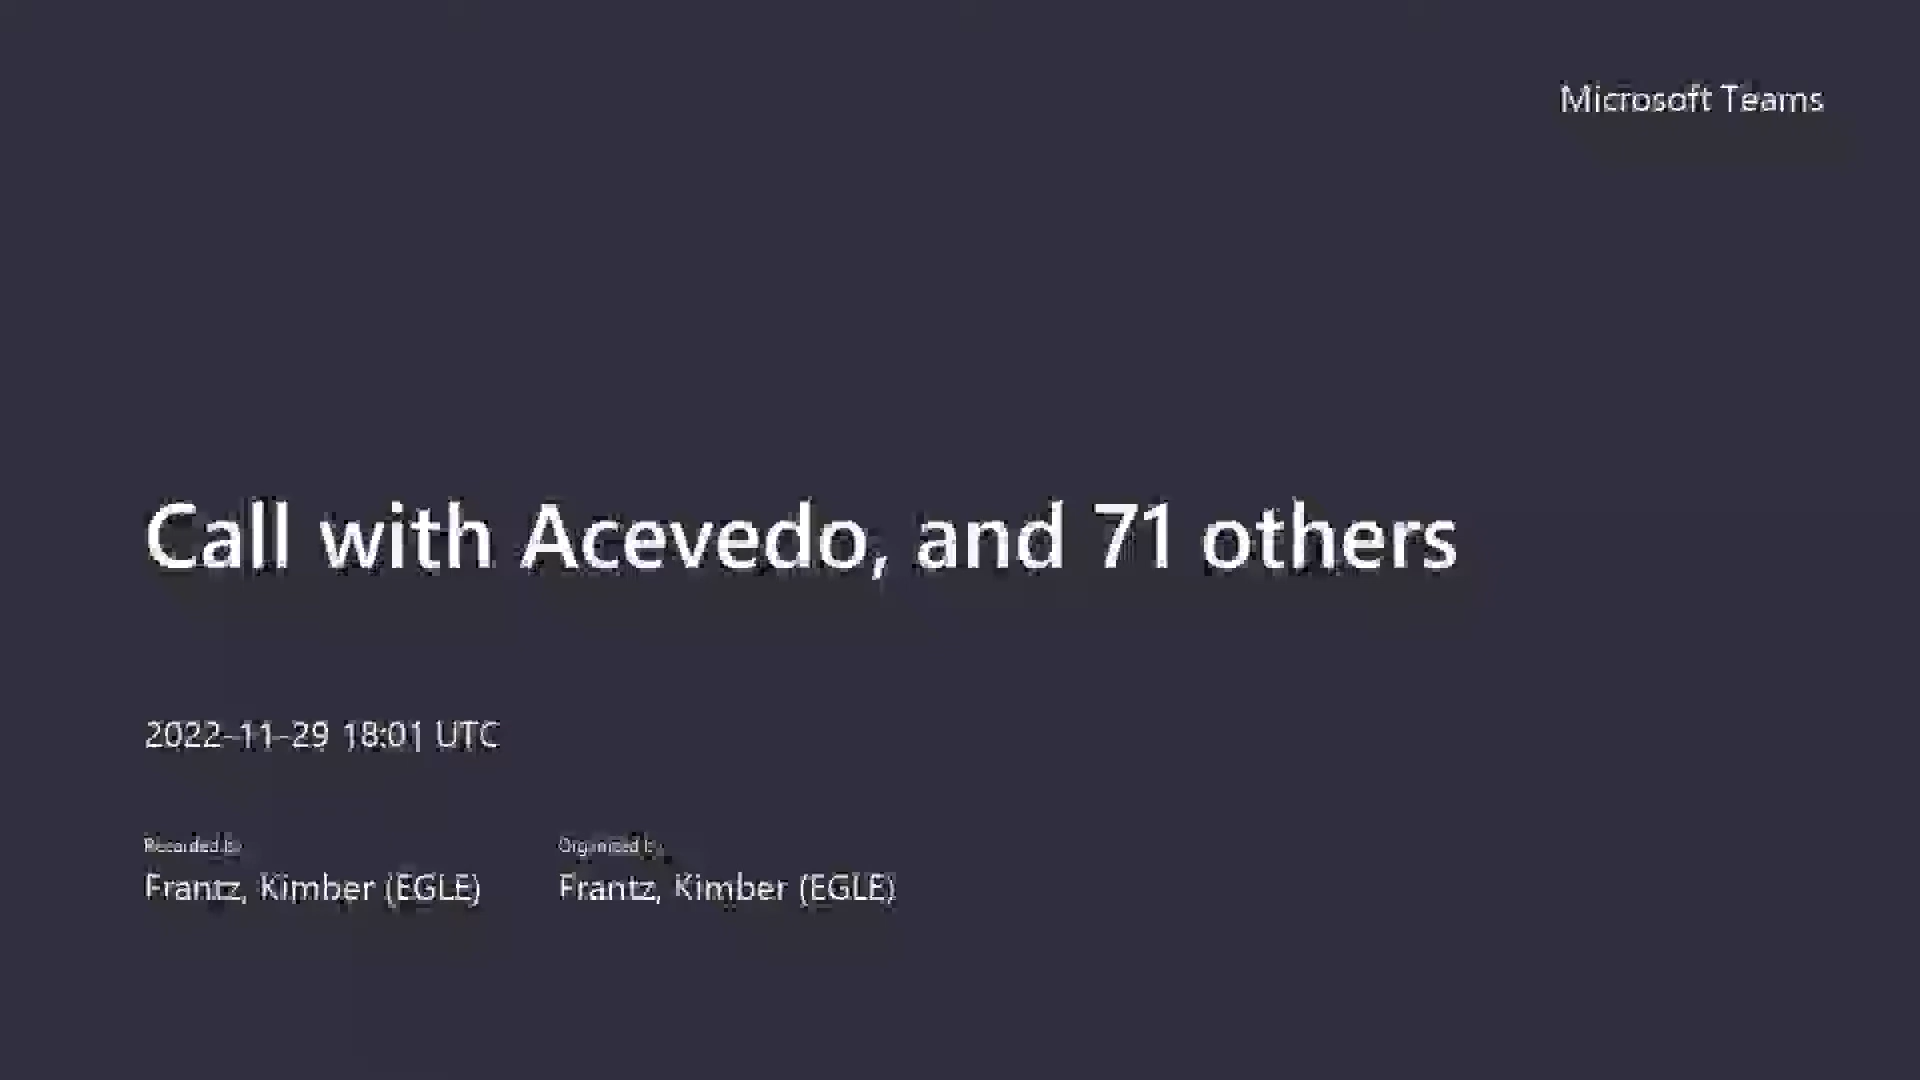 Microsoft Teams
Call with Acevedo, and 71 others
2022-11-29 18:01 UTC
Recorded by
Organized by
Frantz, Kimber (EGLE)
Frantz, Kimber (EGLE)